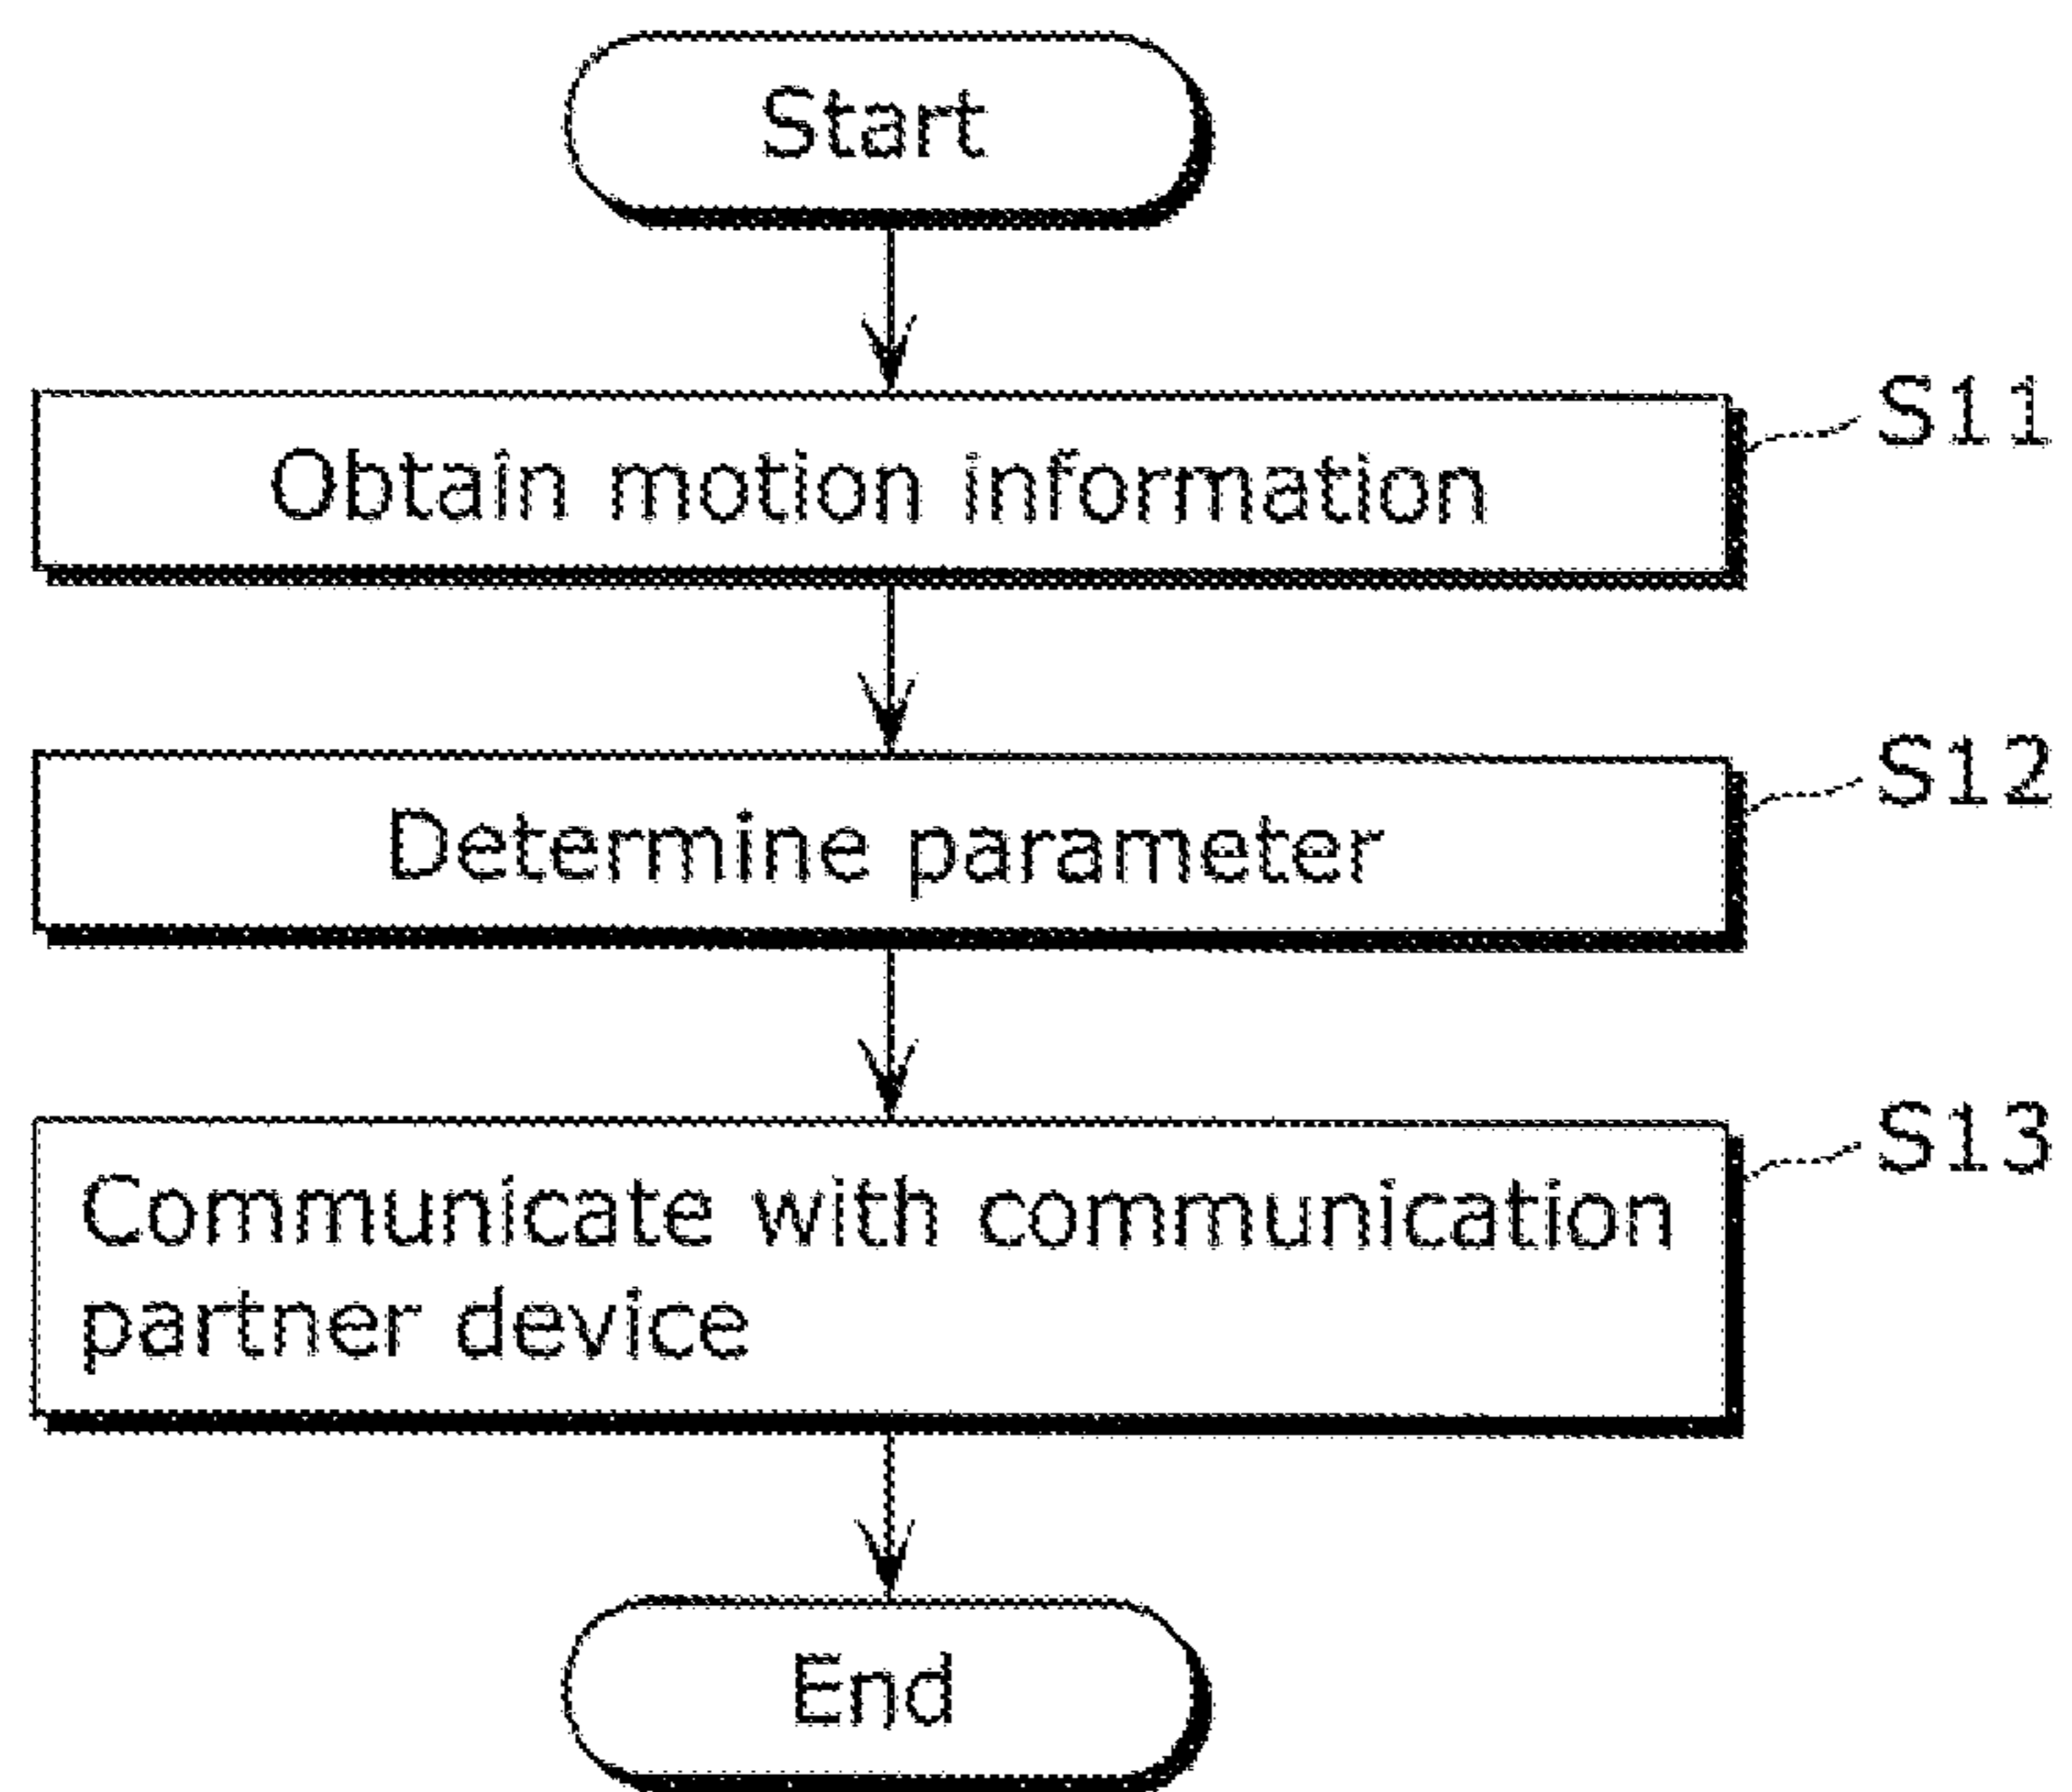 Start
S11
Obtain motion information
S12
Determine parameter
S13
Communicate with communication
partner device
End